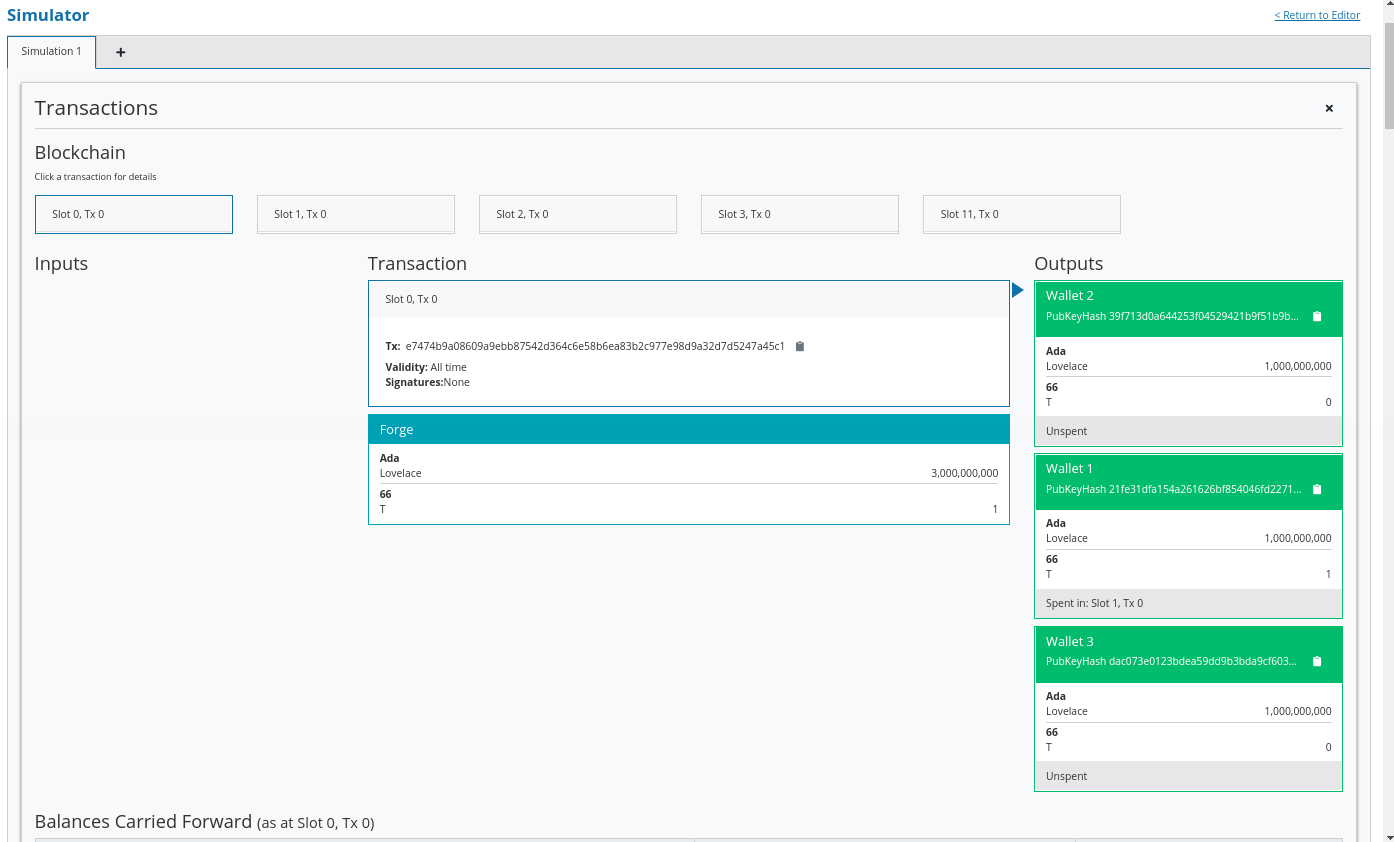 Simulator
< Return to Editor
Simulation 1
+
Transactions
×
Blockchain
Click a transaction for details
Slot 0, Tx 0
Slot 1, Tx 0
Slot 2, Tx 0
Slot 3, Tx 0
Slot 11, Tx 0
Inputs
Transaction
Slot 0, Tx 0
Tx: e7474b9a08609a9ebb87542d364c6e58b6ea83b2c977e98d9a32d7d5247a45c1
Validity: All time
Signatures:None
Forge
Ada
Lovelace 3,000,000,000
66
T 1
Outputs
Wallet 2
PubKeyHash 39f713d0a644253f04529421b9f51b9b...
Ada
Lovelace 1,000,000,000
66
T 0
Unspent
Wallet 1
PubKeyHash 21fe31dfa154a261626bf854046fd2271...
Ada
Lovelace 1,000,000,000
66
T 1
Spent in: Slot 1, Tx 0
Wallet 3
PubKeyHash dac073e0123bdea59dd9b3bda9cf603...
Ada
Lovelace 1,000,000,000
66
T 0
Unspent
Balances Carried Forward (as at Slot 0, Tx 0)